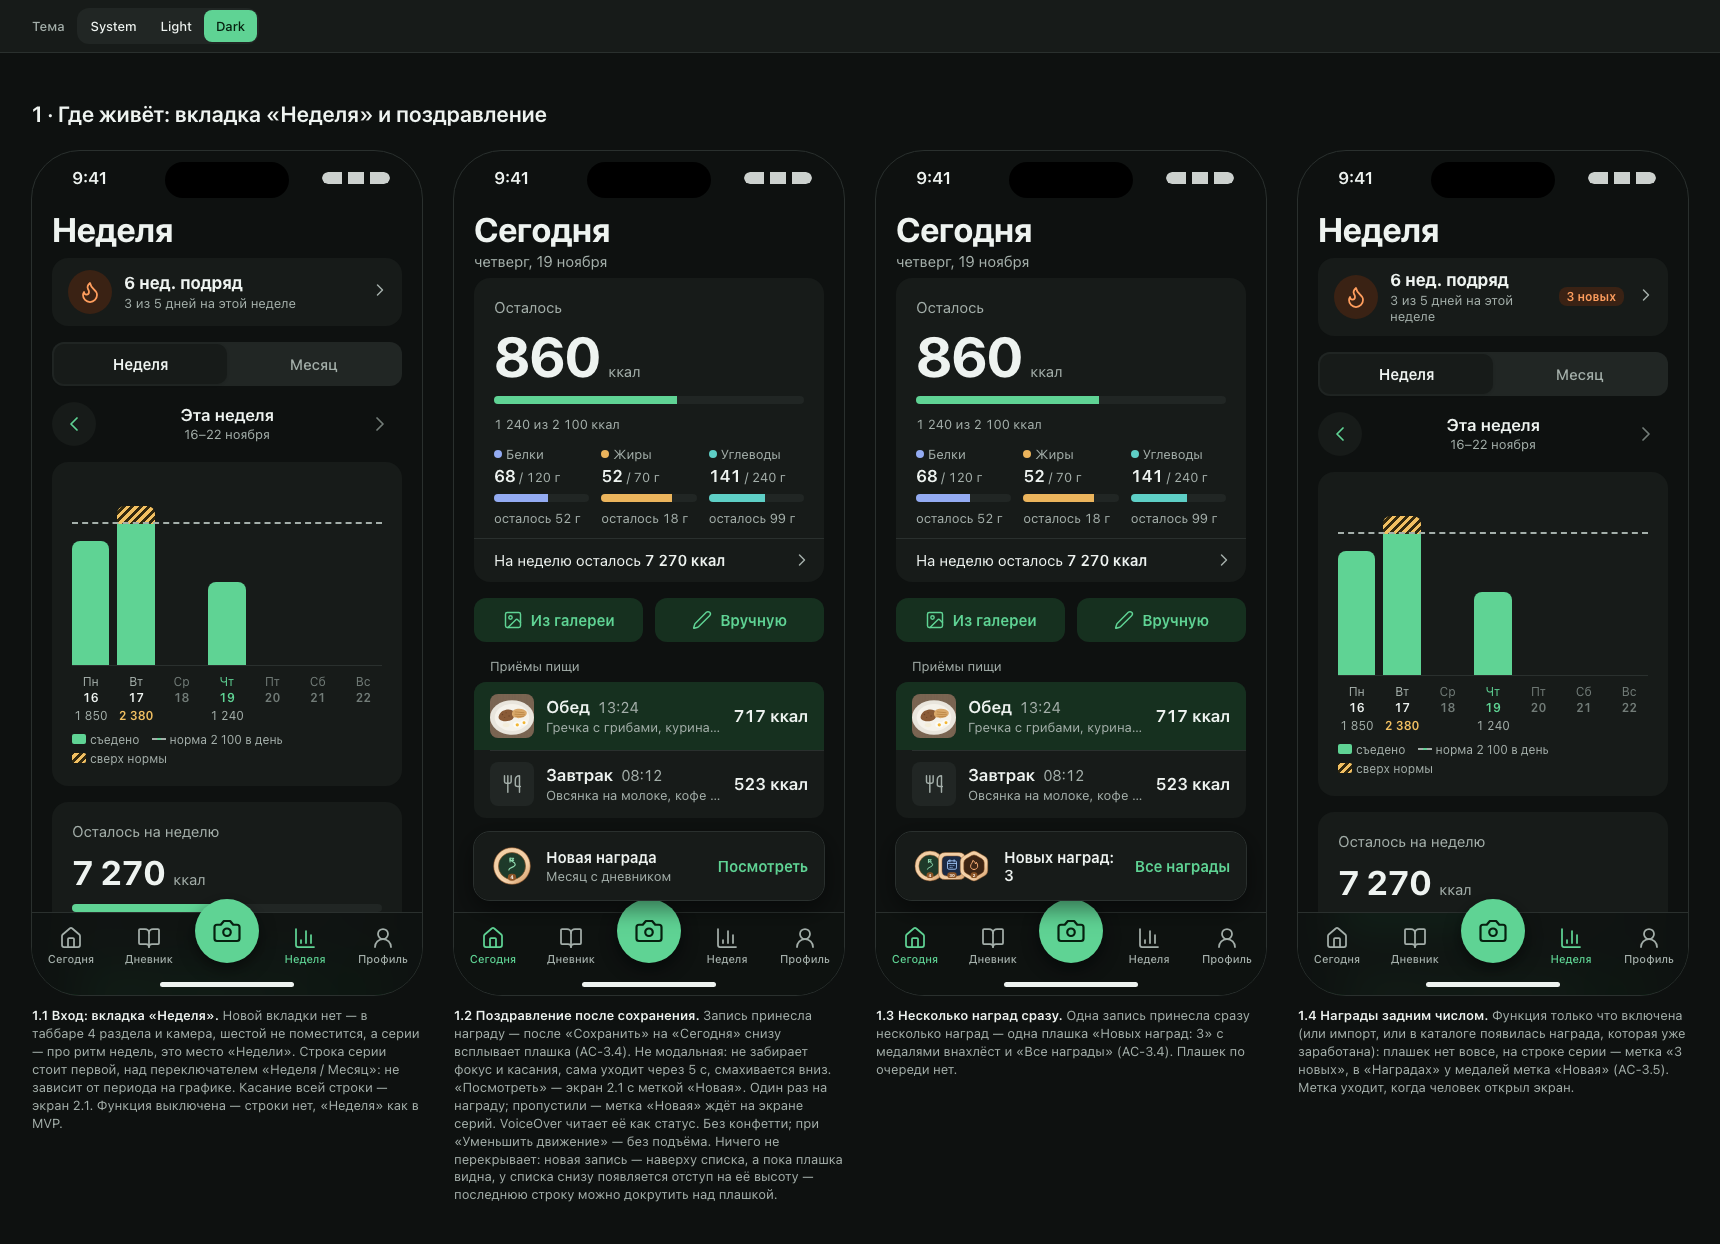 Тема System Light Dark
1 · Где живёт: вкладка «Неделя» и поздравление
9:41
Неделя
6 нед. подряд
3 из 5 дней на этой неделе
Неделя Месяц
Эта неделя
16–22 ноября
Пн Вт Ср Чт Пт Сб Вс
16 17 18 19 20 21 22
1 850 2 380 1 240
съедено норма 2 100 в день
сверх нормы
Осталось на неделю
7 270 ккал
Сегодня Дневник Неделя Профиль
1.1 Вход: вкладка «Неделя». Новой вкладки нет — в
таббаре 4 раздела и камера, шестой не поместится, а серии
— про ритм недель, это место «Недели». Строка серии
стоит первой, над переключателем «Неделя / Месяц»: не
зависит от периода на графике. Касание всей строки —
экран 2.1. Функция выключена — строки нет, «Неделя» как в
MVP.
9:41
Сегодня
четверг, 19 ноября
Осталось
860 ккал
1 240 из 2 100 ккал
Белки Жиры Углеводы
68 / 120 г 52 / 70 г 141 / 240 г
осталось 52 г осталось 18 г осталось 99 г
На неделю осталось 7 270 ккал
Из галереи Вручную
Приёмы пищи
Обед 13:24
Гречка с грибами, курина...
717 ккал
Завтрак 08:12
Овсянка на молоке, кофе ...
523 ккал
Новая награда
Месяц с дневником
Посмотреть
Сегодня Дневник Неделя Профиль
1.2 Поздравление после сохранения. Запись принесла
награду — после «Сохранить» на «Сегодня» снизу
всплывает плашка (АС-3.4). Не модальная: не забирает
фокус и касания, сама уходит через 5 с, смахивается вниз.
«Посмотреть» — экран 2.1 с меткой «Новая». Один раз на
награду; пропустили — метка «Новая» ждёт на экране
серий. VoiceOver читает её как статус. Без конфетти; при
«Уменьшить движение» — без подъёма. Ничего не
перекрывает: новая запись — наверху списка, а пока плашка
видна, у списка снизу появляется отступ на её высоту —
последнюю строку можно докрутить над плашкой.
9:41
Сегодня
четверг, 19 ноября
Осталось
860 ккал
1 240 из 2 100 ккал
Белки Жиры Углеводы
68 / 120 г 52 / 70 г 141 / 240 г
осталось 52 г осталось 18 г осталось 99 г
На неделю осталось 7 270 ккал
Из галереи Вручную
Приёмы пищи
Обед 13:24
Гречка с грибами, курина...
717 ккал
Завтрак 08:12
Овсянка на молоке, кофе ...
523 ккал
Новых наград:
3
Все награды
Сегодня Дневник Неделя Профиль
1.3 Несколько наград сразу. Одна запись принесла сразу
несколько наград — одна плашка «Новых наград: 3» с
медалями внахлёст и «Все награды» (АС-3.4). Плашек по
очереди нет.
9:41
Неделя
6 нед. подряд
3 из 5 дней на этой
неделе
3 новых
Неделя Месяц
Эта неделя
16–22 ноября
Пн Вт Ср Чт Пт Сб Вс
16 17 18 19 20 21 22
1 850 2 380 1 240
съедено норма 2 100 в день
сверх нормы
Осталось на неделю
7 270 ккал
Сегодня Дневник Неделя Профиль
1.4 Награды задним числом. Функция только что включена
(или импорт, или в каталоге появилась награда, которая уже
заработана): плашек нет вовсе, на строке серии — метка «3
новых», в «Наградах» у медалей метка «Новая» (АС-3.5).
Метка уходит, когда человек открыл экран.